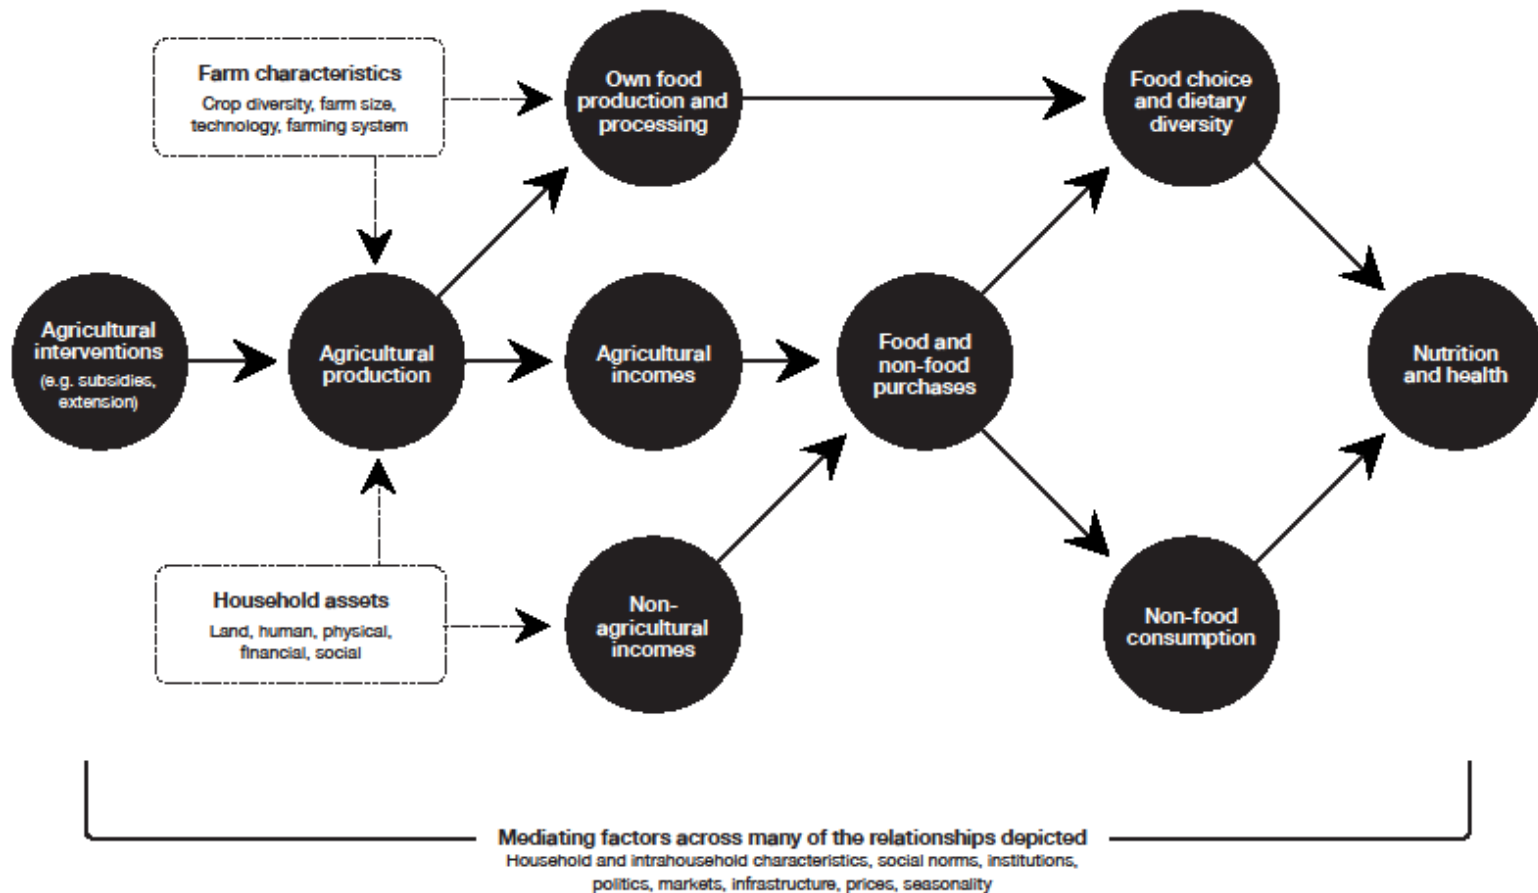 Farm characteristics
Crop diversity, farm size,
technology, farming system
Own food
production and
processing
Food choice
and dietary
diversity
Agricultural
interventions
(e.g. subsidies,
extension)
Agricultural
production
Agricultural
incomes
Food and
non-food
purchases
Nutrition
and health
Household assets
Land, human, physical,
financial, social
Non-
agricultural
incomes
Non-food
consumption
Mediating factors across many of the relationships depicted
Household and intrahousehold characteristics, social norms, institutions,
politics, markets, infrastructure, prices, seasonality